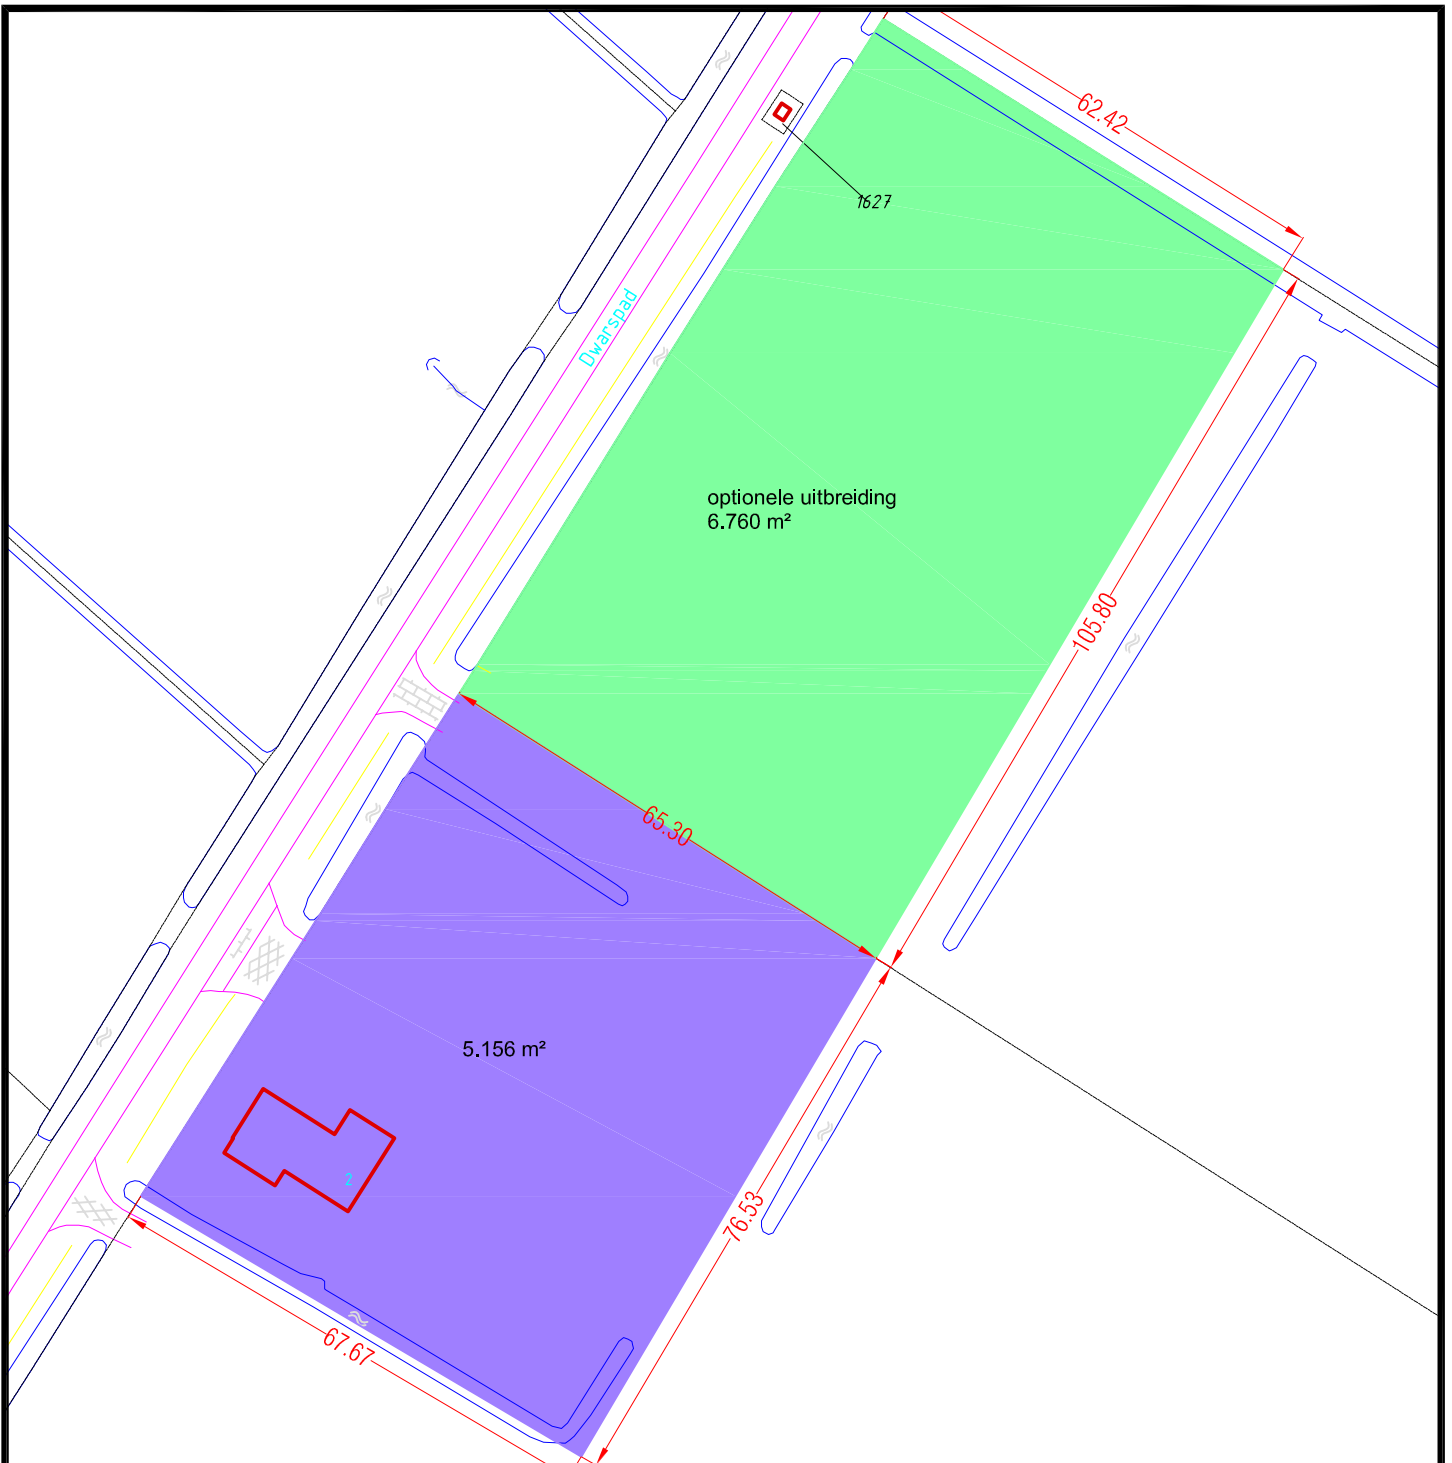 62.42
1627
Dwarspad
optionele uitbreiding
6.760 m²
105.80
65.30
5.156 m²
2
76.53
67.67